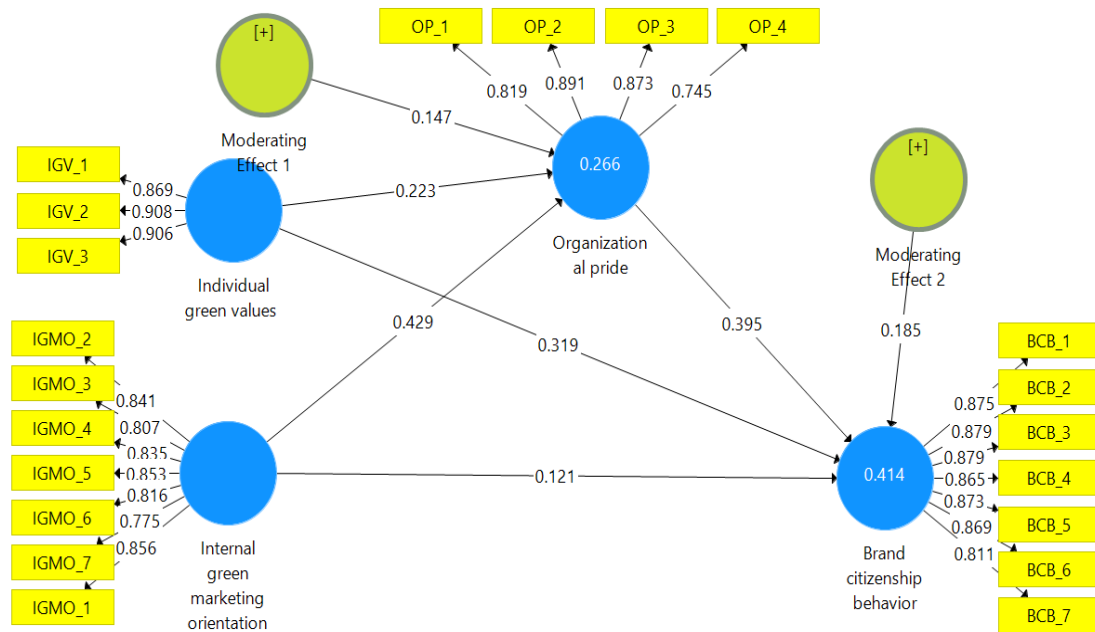 [+]
OP_1
OP_2
OP_3
OP_4
0.819
0.891
0.873
0.745
0.147
Moderating
Effect 1
0.266
Organization
al pride
[+]
Moderating
Effect 2
IGV_1
IGV_2
IGV_3
0.869
0.908
0.906
0.223
Individual
green values
0.429
0.319
0.395
0.185
IGMO_2
IGMO_3
IGMO_4
IGMO_5
IGMO_6
IGMO_7
IGMO_1
0.841
0.807
0.835
0.853
0.816
0.775
0.856
Internal
green
marketing
orientation
0.121
0.414
Brand
citizenship
behavior
0.875
0.879
0.879
0.865
0.873
0.869
0.811
BCB_1
BCB_2
BCB_3
BCB_4
BCB_5
BCB_6
BCB_7